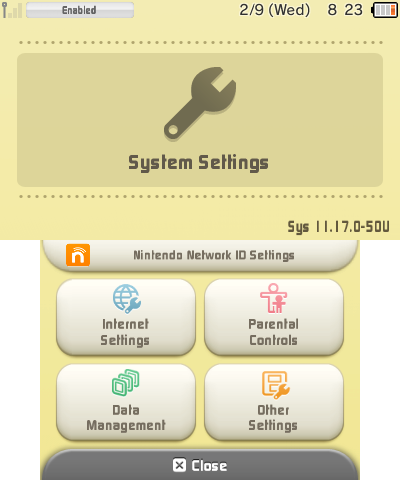 Enabled 2/9 (Wed) 8 23
System Settings
Sys 11.17.0-50U
Nintendo Network ID Settings
Internet Settings
Parental Controls
Data Management
Other Settings
X Close